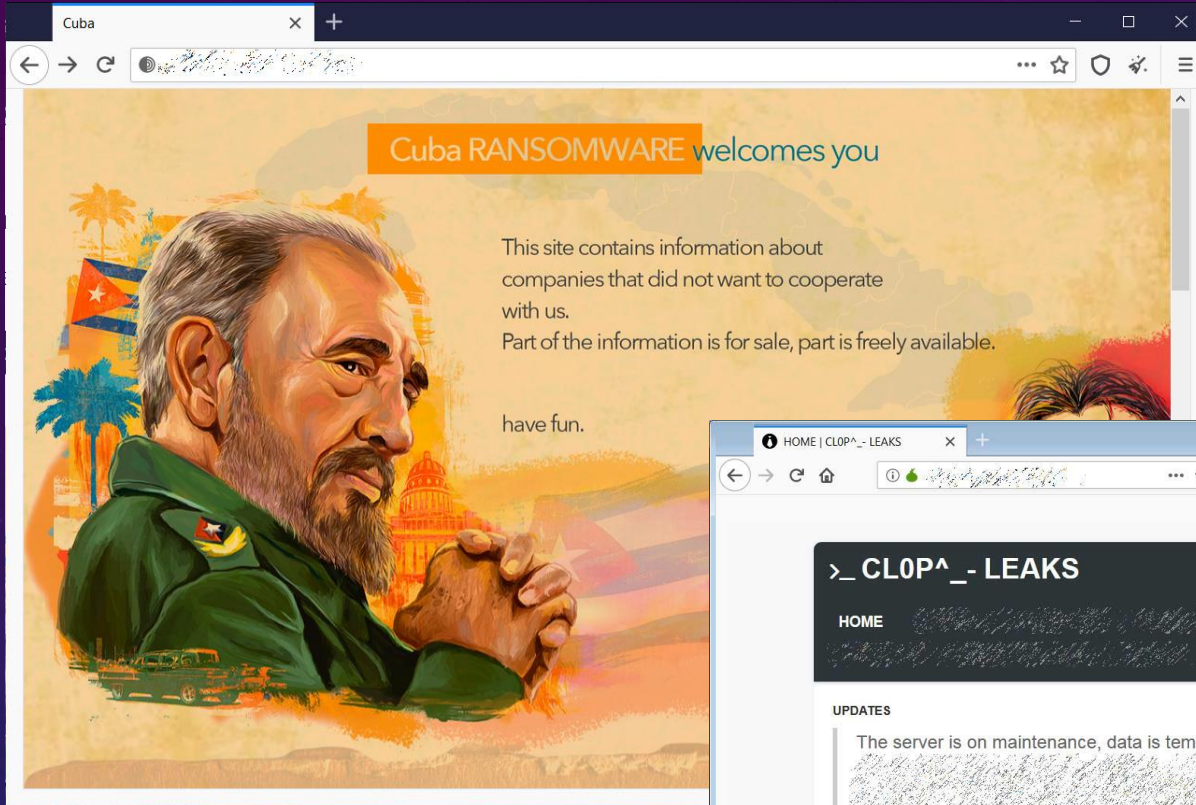 Cuba
Cuba RANSOMWARE welcomes you
This site contains information about
companies that did not want to cooperate
with us.
Part of the information is for sale, part is freely available.
have fun.
HOME | CL0P^_- LEAKS
>_ CL0P^_- LEAKS
HOME
UPDATES
The server is on maintenance, data is tem